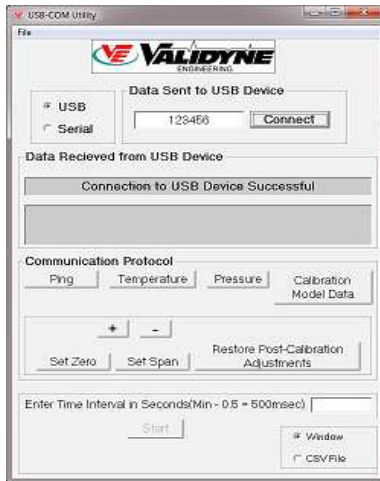 USB-COM Utility
File
VE VALIDYNE
ENGINEERING
USB
Serial
Data Sent to USB Device
123456
Connect
Data Recieved from USB Device
Connection to USB Device Successful
Communication Protocol
Ping
Temperature
Pressure
Calibration
Model Data
+
-
Set Zero
Set Span
Restore Post-Calibration
Adjustments
Enter Time Interval in Seconds(Min - 0.5 = 500msec)
Start
Window
CSV File